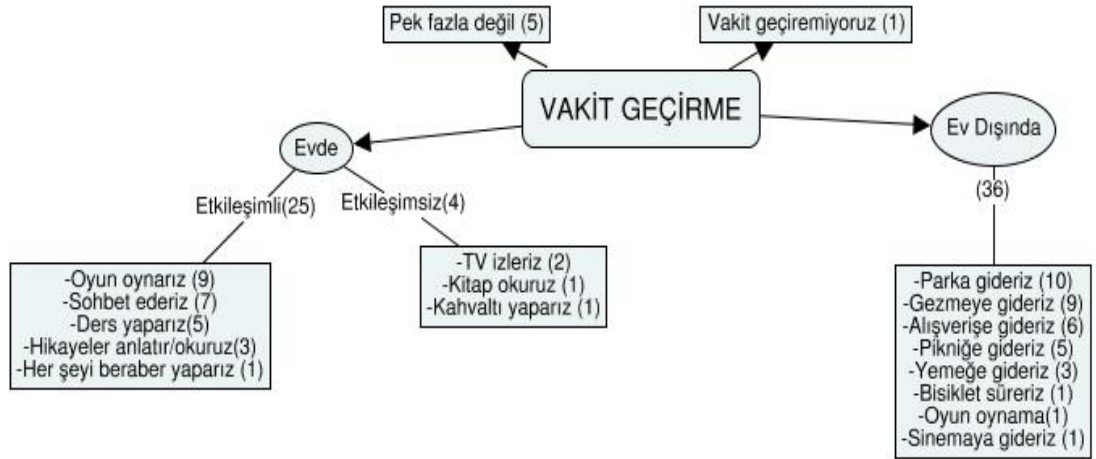 Pek fazla değil (5)
Vakit geçiremiyoruz (1)
VAKİT GEÇİRME
Evde
Ev Dışında
Etkileşimli(25)
Etkileşimsiz(4)
(36)
-Oyun oynarız (9)
-Sohbet ederiz (7)
-Ders yaparız(5)
-Hikayeler anlatır/okuruz(3)
-Her şeyi beraber yaparız (1)
-TV izleriz (2)
-Kitap okuruz (1)
-Kahvaltı yaparız (1)
-Parka gideriz (10)
-Gezmeye gideriz (9)
-Alışverişe gideriz (6)
-Pikniğe gideriz (5)
-Yemeğe gideriz (3)
-Bisiklet süreriz (1)
-Oyun oynama(1)
-Sinemaya gideriz (1)